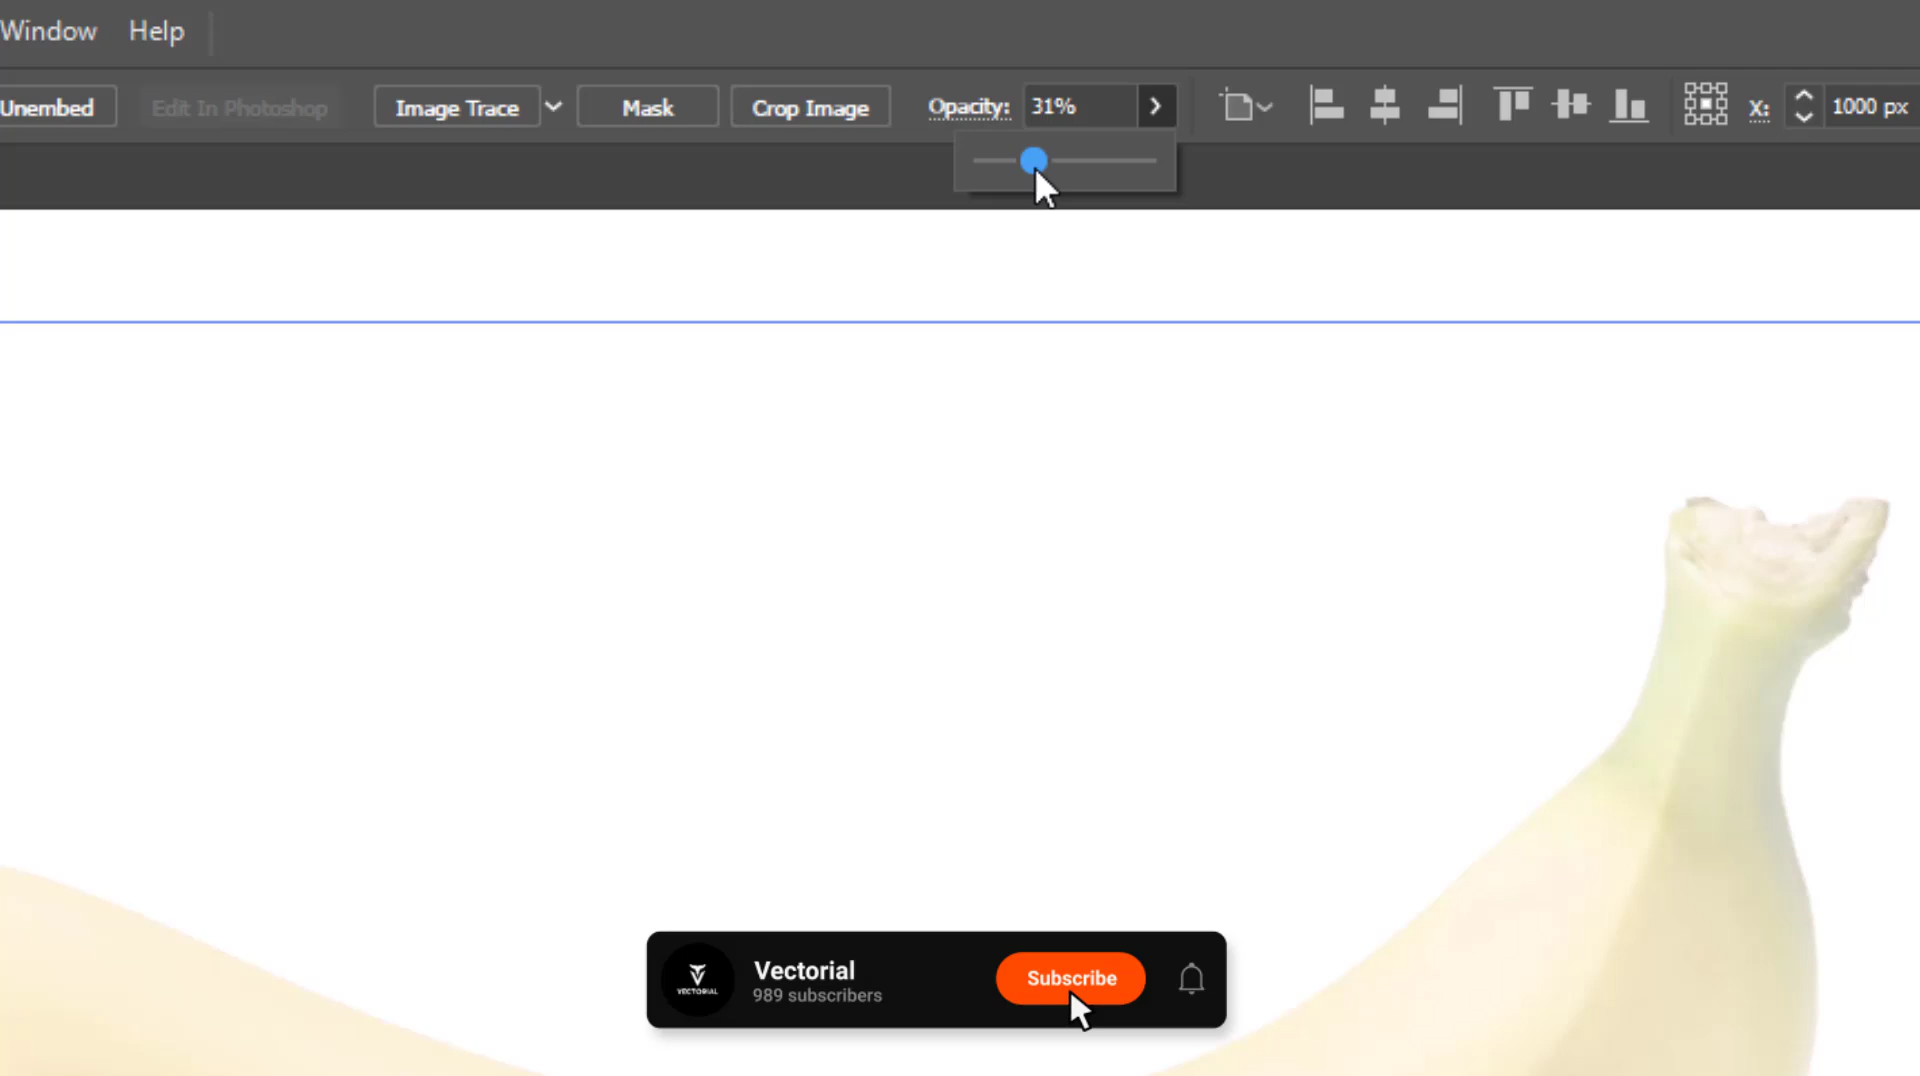 Window Help
Unembed Edit In Photoshop Image Trace Mask Crop Image Opacity: 31% X: 1000 px
Vectorial
989 subscribers
Subscribe
VECTORIAL